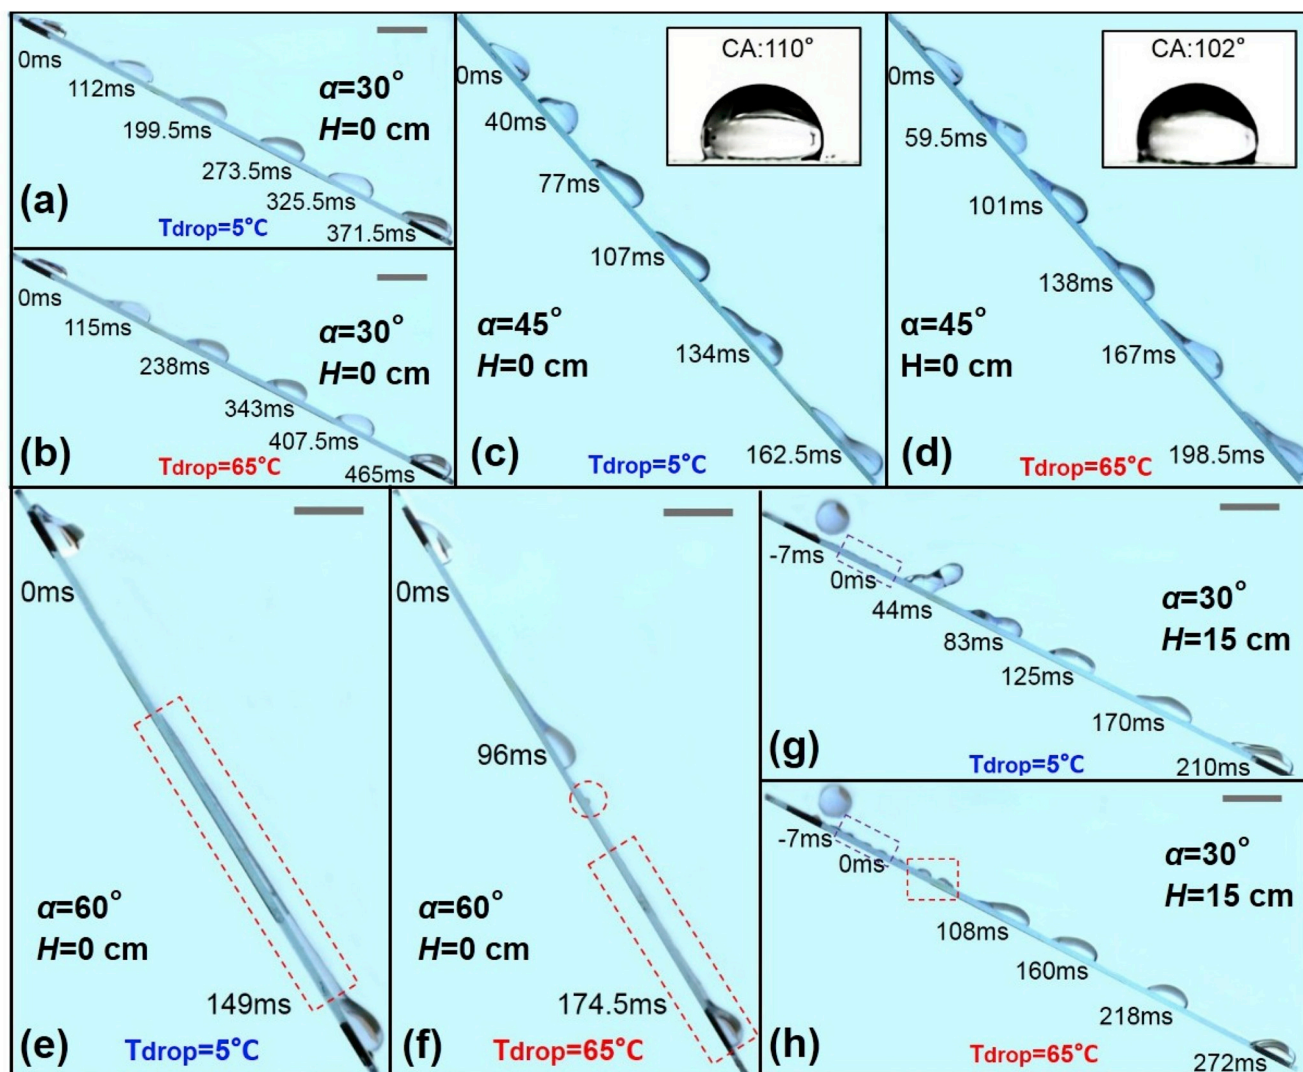 0ms
112ms
199.5ms
273.5ms
325.5ms
371.5ms
α=30°
H=0 cm
(a)
Tdrop=5°C
0ms
115ms
238ms
343ms
407.5ms
465ms
α=30°
H=0 cm
(b)
Tdrop=65°C
CA:110°
0ms
40ms
77ms
107ms
134ms
162.5ms
α=45°
H=0 cm
(c)
Tdrop=5°C
CA:102°
0ms
59.5ms
101ms
138ms
167ms
198.5ms
α=45°
H=0 cm
(d)
Tdrop=65°C
0ms
α=60°
H=0 cm
149ms
(e)
Tdrop=5°C
0ms
96ms
α=60°
H=0 cm
174.5ms
(f)
Tdrop=65°C
-7ms
0ms
44ms
83ms
125ms
170ms
210ms
α=30°
H=15 cm
(g)
Tdrop=5°C
-7ms
0ms
108ms
160ms
218ms
272ms
α=30°
H=15 cm
(h)
Tdrop=65°C